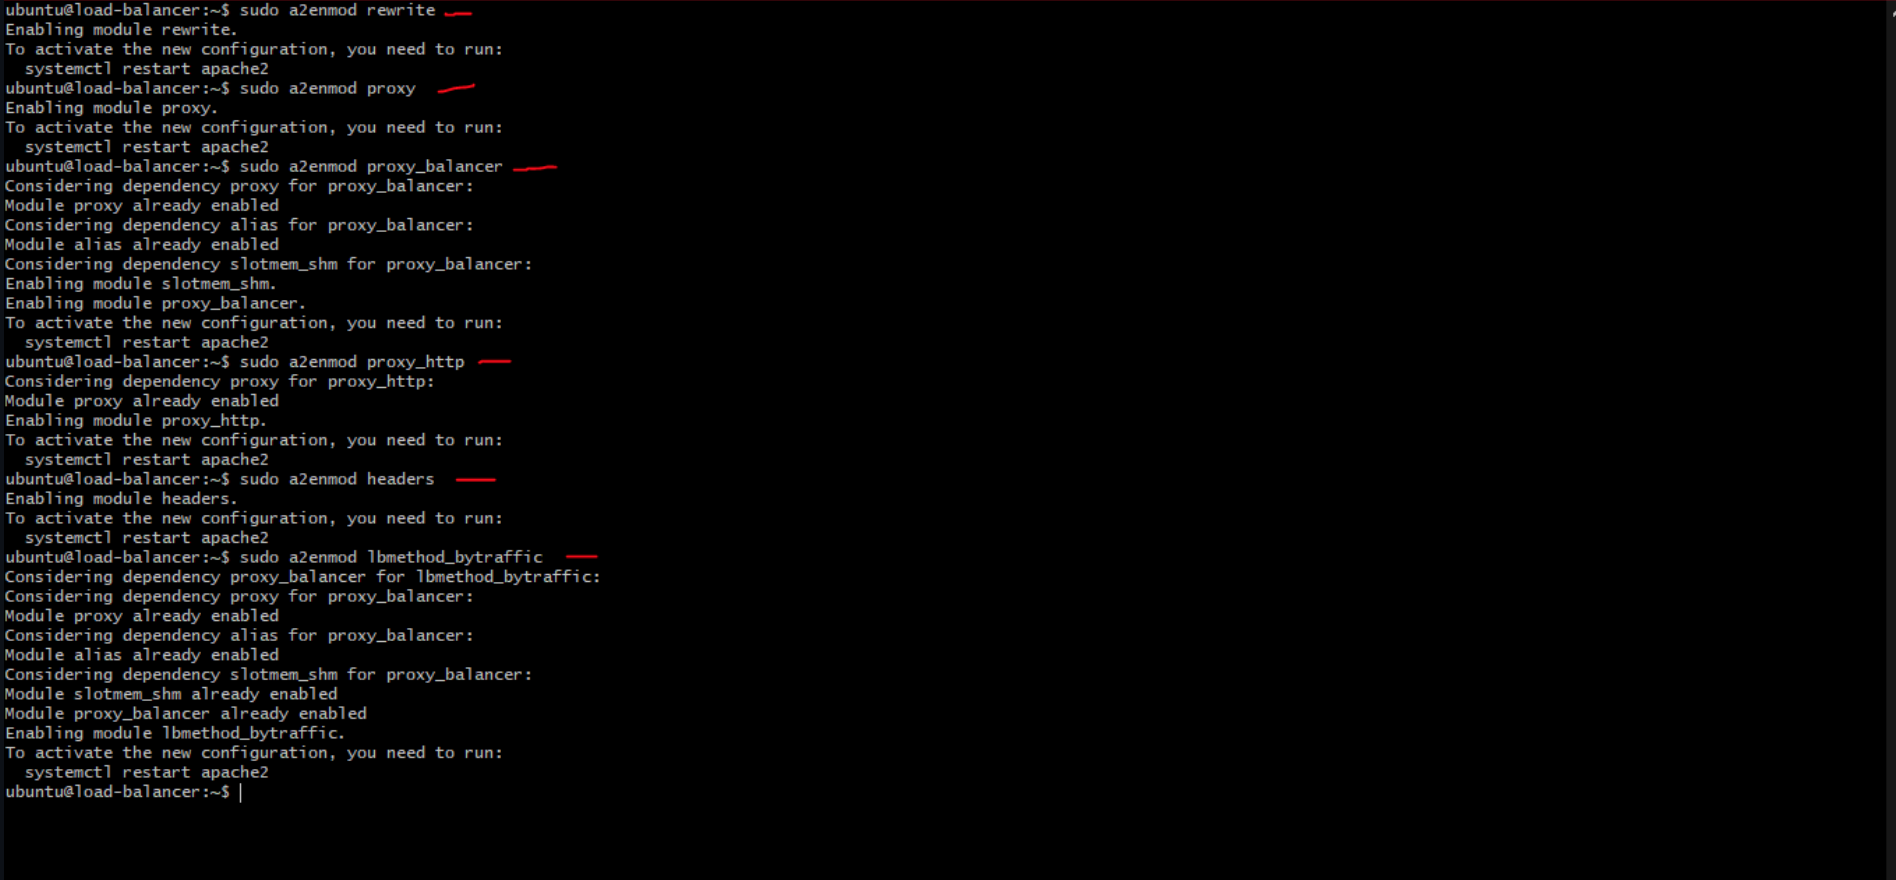 ubuntu@load-balancer:~$ sudo a2enmod rewrite
Enabling module rewrite.
To activate the new configuration, you need to run:
  systemctl restart apache2
ubuntu@load-balancer:~$ sudo a2enmod proxy
Enabling module proxy.
To activate the new configuration, you need to run:
  systemctl restart apache2
ubuntu@load-balancer:~$ sudo a2enmod proxy_balancer
Considering dependency proxy for proxy_balancer:
Module proxy already enabled
Considering dependency alias for proxy_balancer:
Module alias already enabled
Considering dependency slotmem_shm for proxy_balancer:
Enabling module slotmem_shm.
Enabling module proxy_balancer.
To activate the new configuration, you need to run:
  systemctl restart apache2
ubuntu@load-balancer:~$ sudo a2enmod proxy_http
Considering dependency proxy for proxy_http:
Module proxy already enabled
Enabling module proxy_http.
To activate the new configuration, you need to run:
  systemctl restart apache2
ubuntu@load-balancer:~$ sudo a2enmod headers
Enabling module headers.
To activate the new configuration, you need to run:
  systemctl restart apache2
ubuntu@load-balancer:~$ sudo a2enmod lbmethod_bytraffic
Considering dependency proxy_balancer for lbmethod_bytraffic:
Considering dependency proxy for proxy_balancer:
Module proxy already enabled
Considering dependency alias for proxy_balancer:
Module alias already enabled
Considering dependency slotmem_shm for proxy_balancer:
Module slotmem_shm already enabled
Module proxy_balancer already enabled
Enabling module lbmethod_bytraffic.
To activate the new configuration, you need to run:
  systemctl restart apache2
ubuntu@load-balancer:~$